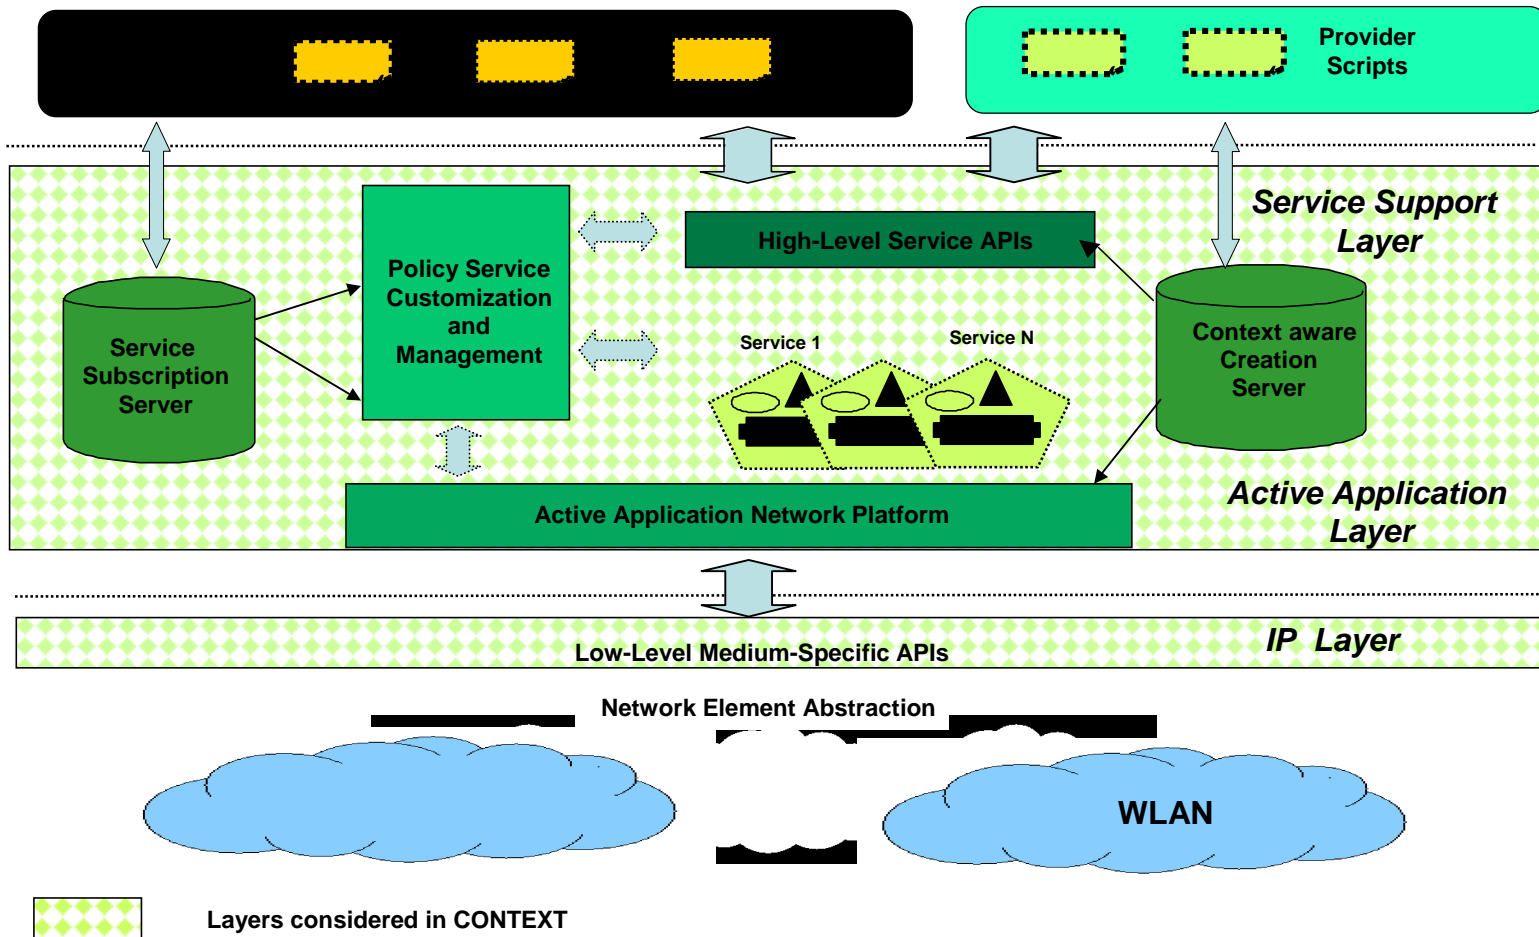 Provider
Scripts
Service Support
Layer
High-Level Service APIs
Policy Service
Customization
and
Management
Service
Subscription
Server
Service 1
Service N
Context aware
Creation
Server
Active Application
Layer
Active Application Network Platform
IP Layer
Low-Level Medium-Specific APIs
Network Element Abstraction
WLAN
Layers considered in CONTEXT